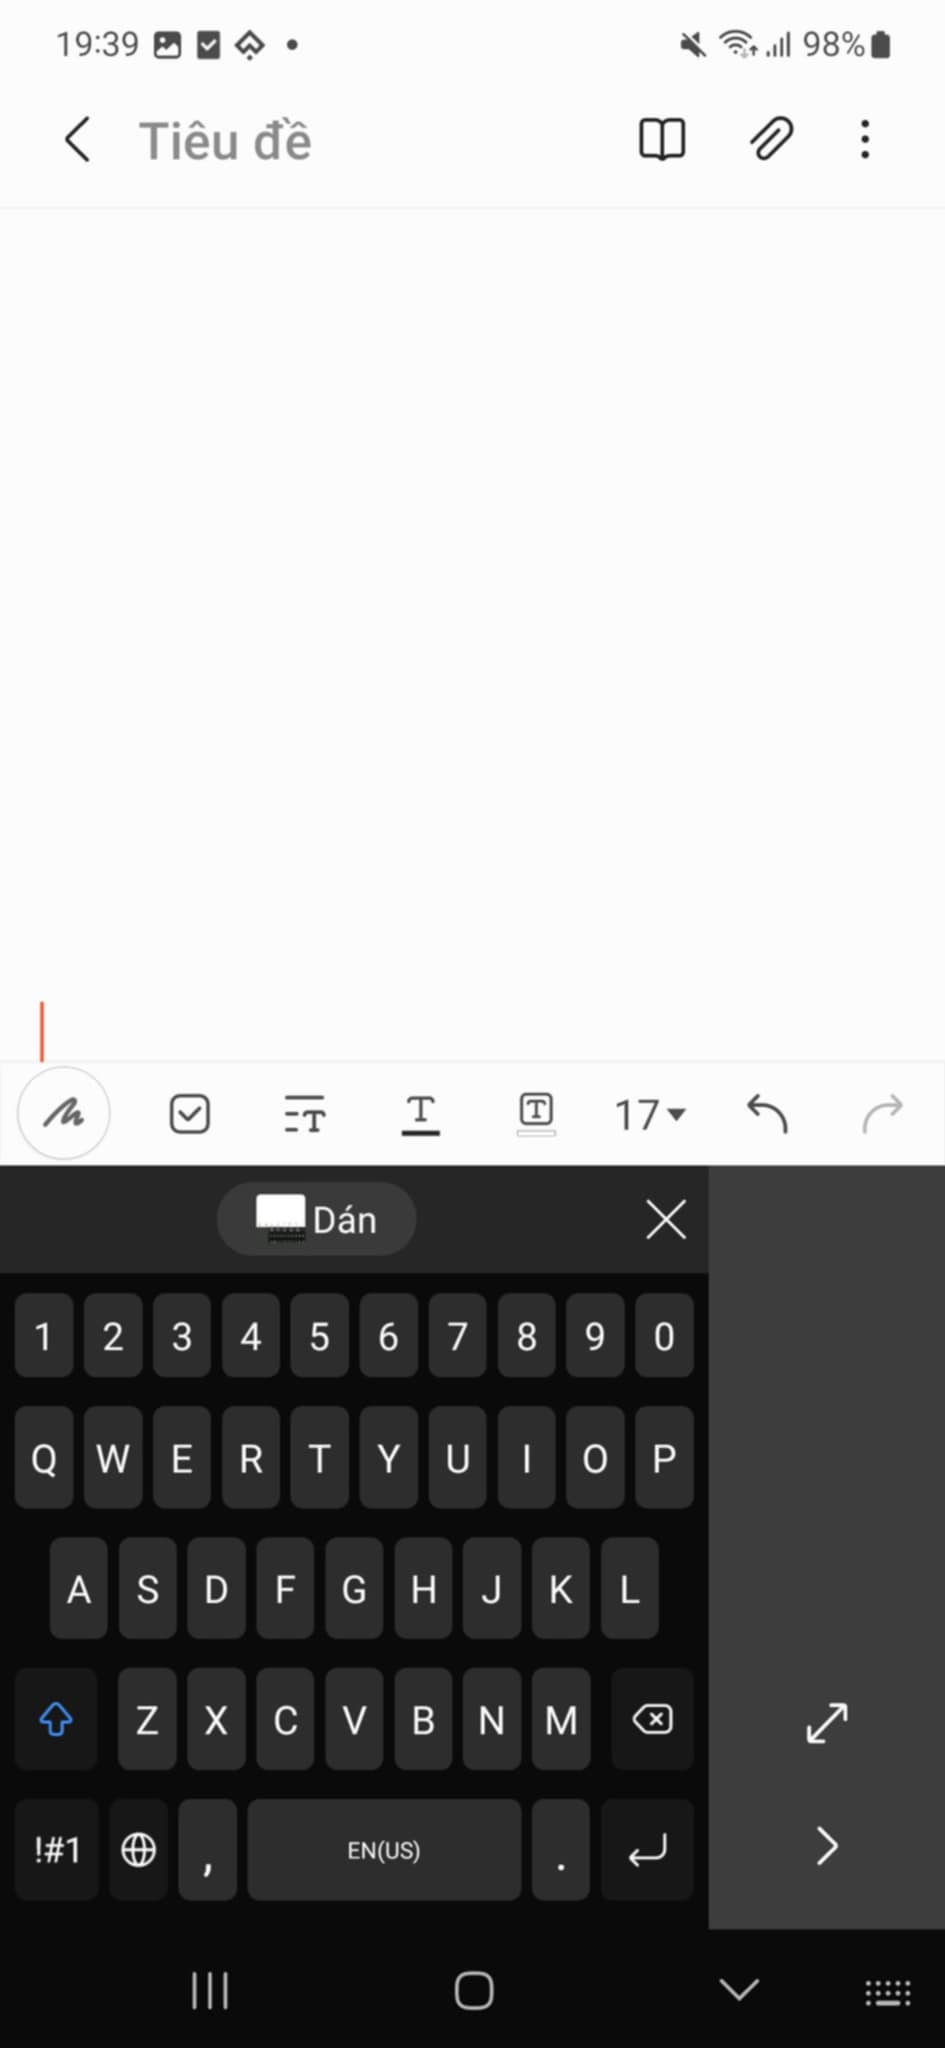 19:39 98%
Tiêu đề
17
Dán
1 2 3 4 5 6 7 8 9 0
Q W E R T Y U I O P
A S D F G H J K L
Z X C V B N M
!#1 , EN(US) .